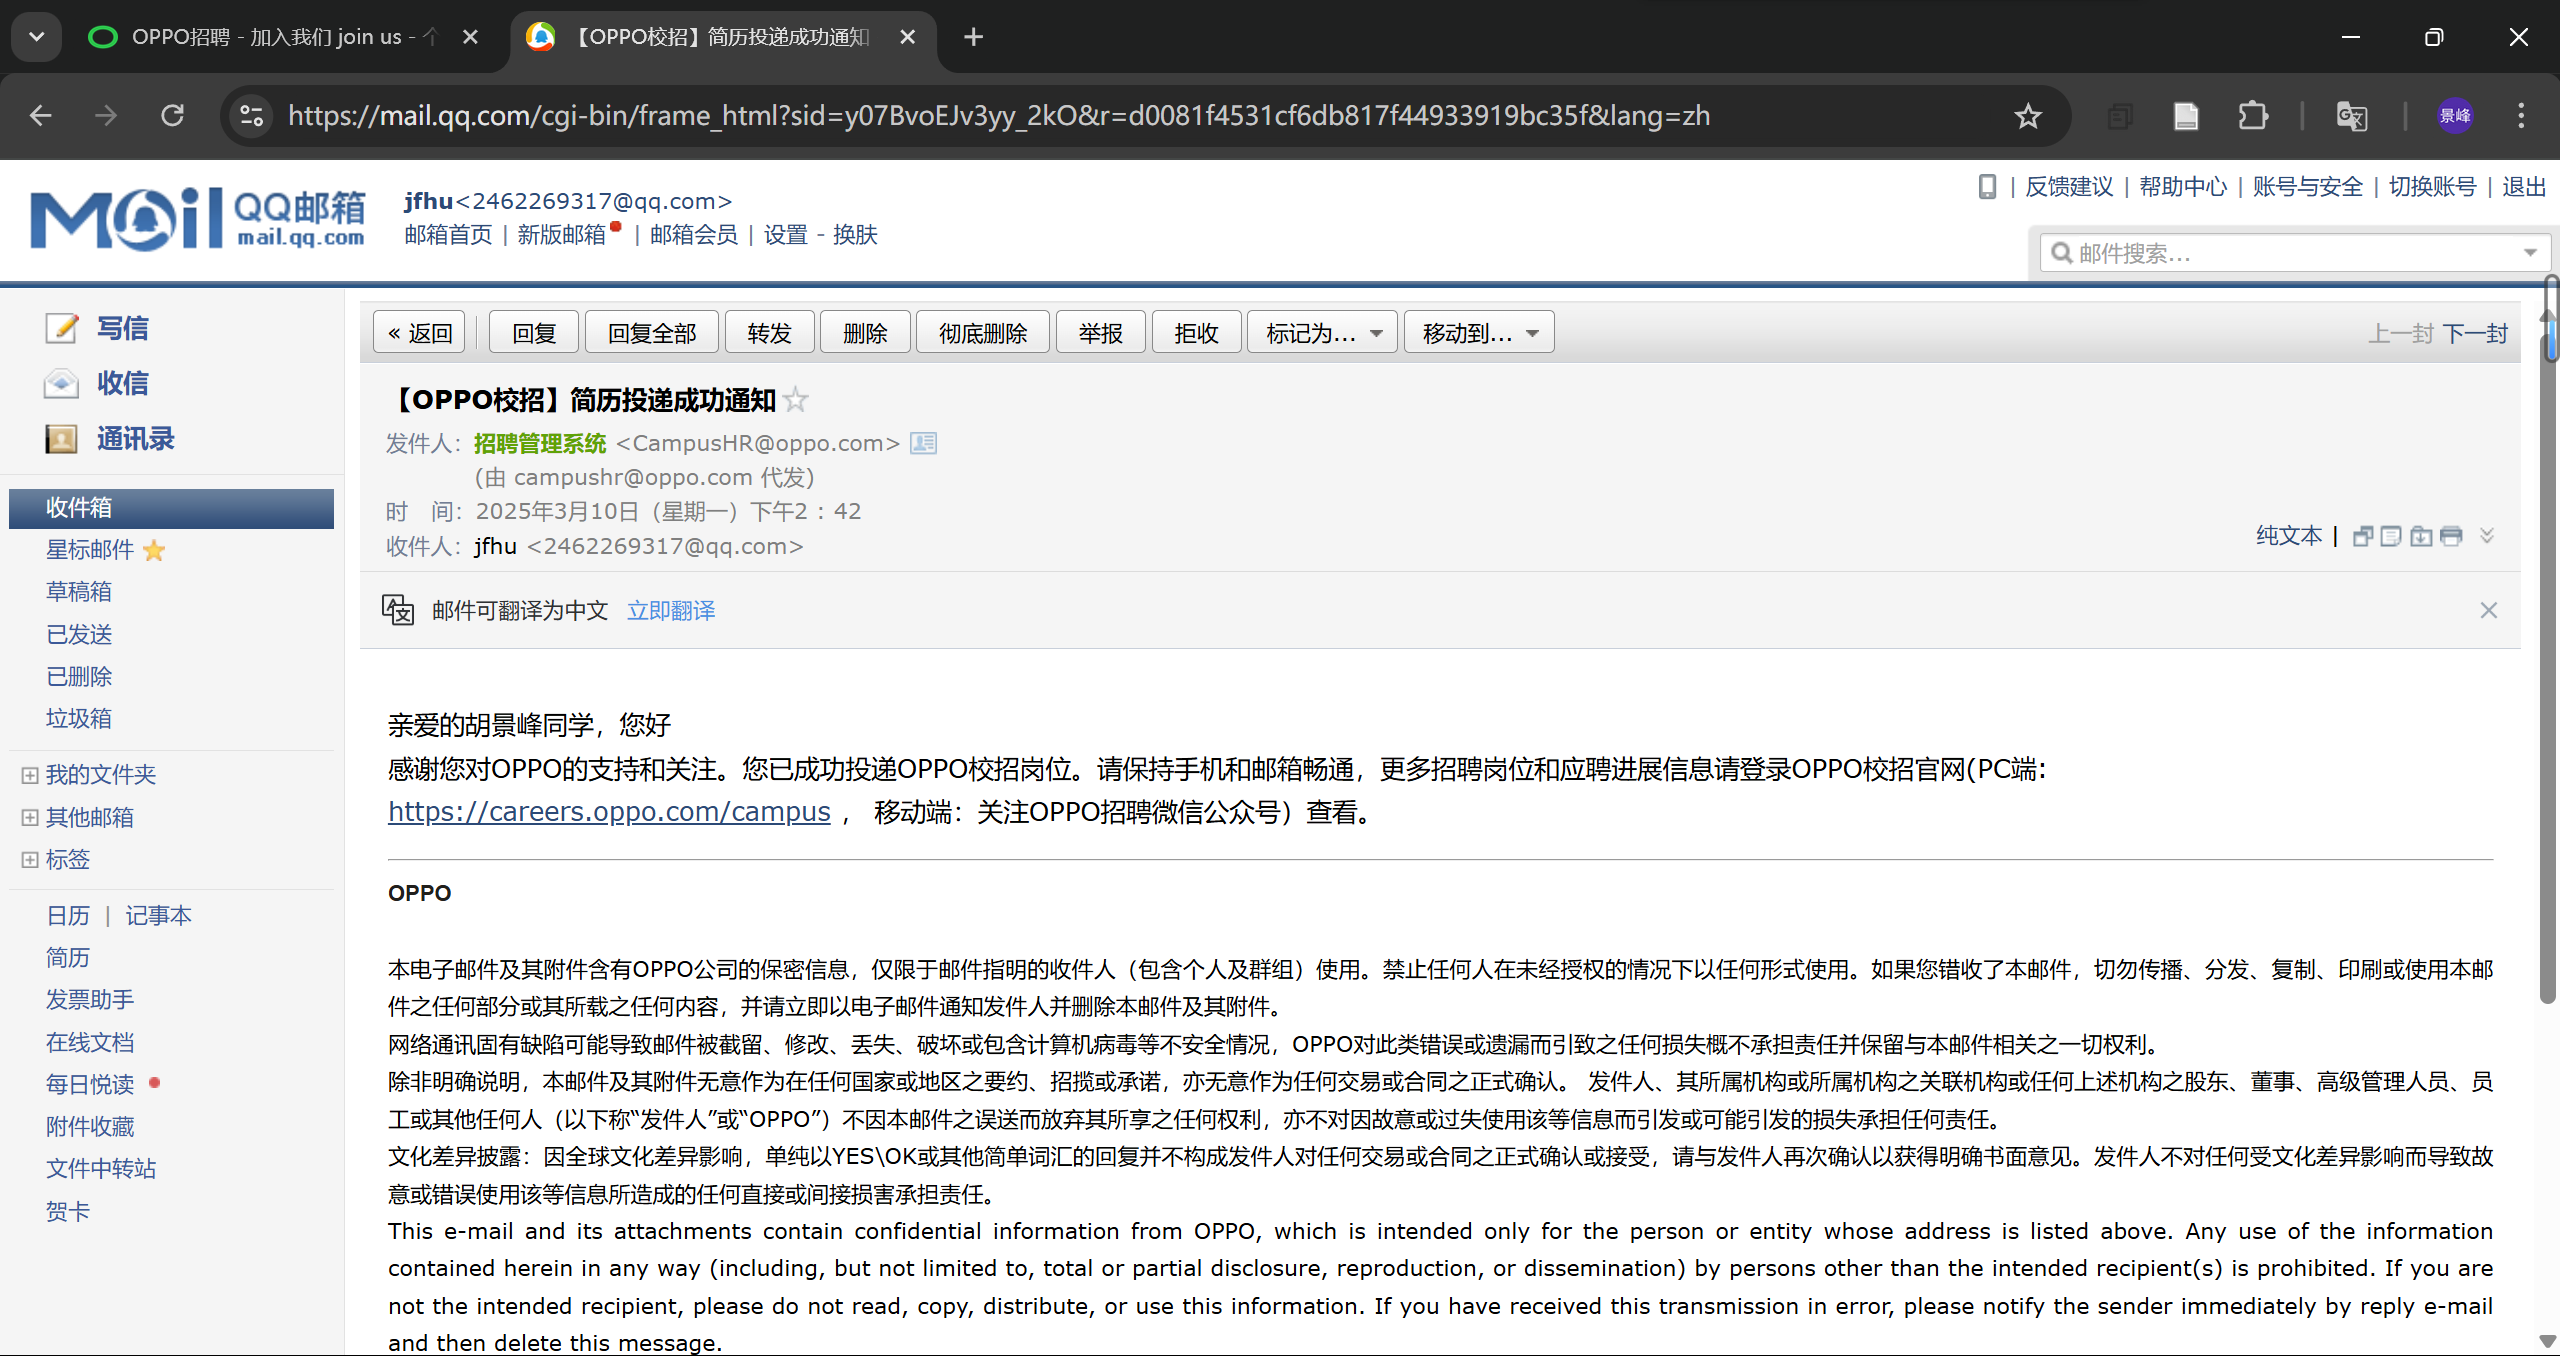 OPPO招聘 - 加入我们 join us - 个
【OPPO校招】简历投递成功通知
https://mail.qq.com/cgi-bin/frame_html?sid=y07BvoEJv3yy_2kO&r=d0081f4531cf6db817f44933919bc35f&lang=zh
景峰
Mail QQ邮箱
mail.qq.com
jfhu<2462269317@qq.com>
邮箱首页 | 新版邮箱 | 邮箱会员 | 设置 - 换肤
| 反馈建议 | 帮助中心 | 账号与安全 | 切换账号 | 退出
邮件搜索...
写信
收信
通讯录
收件箱
星标邮件
草稿箱
已发送
已删除
垃圾箱
我的文件夹
其他邮箱
标签
日历 | 记事本
简历
发票助手
在线文档
每日悦读
附件收藏
文件中转站
贺卡
« 返回 回复 回复全部 转发 删除 彻底删除 举报 拒收 标记为... 移动到...
上一封 下一封
【OPPO校招】简历投递成功通知
发件人：招聘管理系统 <CampusHR@oppo.com>
(由 campushr@oppo.com 代发)
时 间：2025年3月10日（星期一）下午2：42
收件人：jfhu <2462269317@qq.com>
纯文本 |
邮件可翻译为中文 立即翻译
亲爱的胡景峰同学，您好
感谢您对OPPO的支持和关注。您已成功投递OPPO校招岗位。请保持手机和邮箱畅通，更多招聘岗位和应聘进展信息请登录OPPO校招官网(PC端:
https://careers.oppo.com/campus ， 移动端：关注OPPO招聘微信公众号）查看。
OPPO
本电子邮件及其附件含有OPPO公司的保密信息，仅限于邮件指明的收件人（包含个人及群组）使用。禁止任何人在未经授权的情况下以任何形式使用。如果您错收了本邮件，切勿传播、分发、复制、印刷或使用本邮
件之任何部分或其所载之任何内容，并请立即以电子邮件通知发件人并删除本邮件及其附件。
网络通讯固有缺陷可能导致邮件被截留、修改、丢失、破坏或包含计算机病毒等不安全情况，OPPO对此类错误或遗漏而引致之任何损失概不承担责任并保留与本邮件相关之一切权利。
除非明确说明，本邮件及其附件无意作为在任何国家或地区之要约、招揽或承诺，亦无意作为任何交易或合同之正式确认。 发件人、其所属机构或所属机构之关联机构或任何上述机构之股东、董事、高级管理人员、员
工或其他任何人（以下称“发件人”或“OPPO”）不因本邮件之误送而放弃其所享之任何权利，亦不对因故意或过失使用该等信息而引发或可能引发的损失承担任何责任。
文化差异披露：因全球文化差异影响，单纯以YES\OK或其他简单词汇的回复并不构成发件人对任何交易或合同之正式确认或接受，请与发件人再次确认以获得明确书面意见。发件人不对任何受文化差异影响而导致故
意或错误使用该等信息所造成的任何直接或间接损害承担责任。
This e-mail and its attachments contain confidential information from OPPO, which is intended only for the person or entity whose address is listed above. Any use of the information
contained herein in any way (including, but not limited to, total or partial disclosure, reproduction, or dissemination) by persons other than the intended recipient(s) is prohibited. If you are
not the intended recipient, please do not read, copy, distribute, or use this information. If you have received this transmission in error, please notify the sender immediately by reply e-mail
and then delete this message.